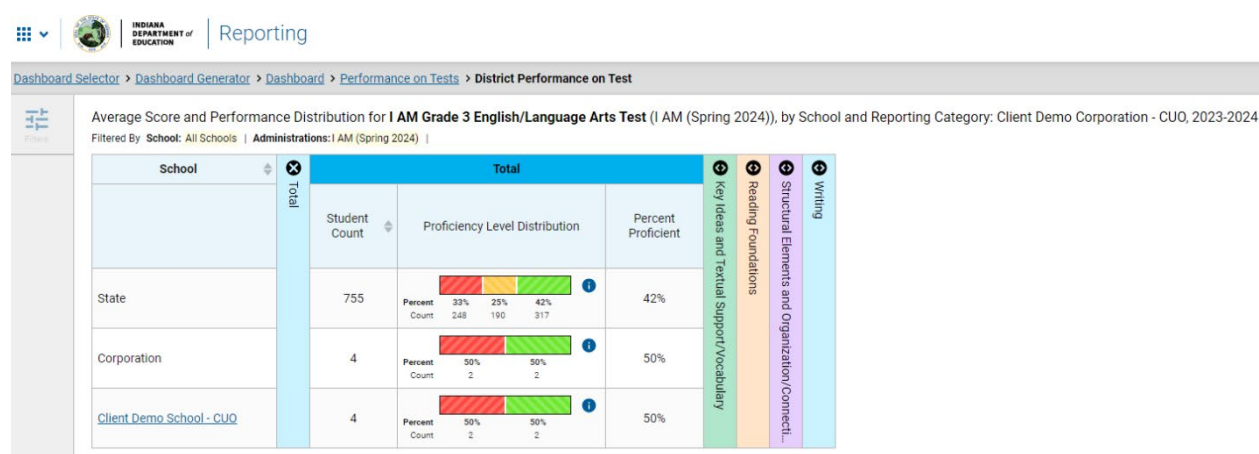 INDIANA
DEPARTMENT of
EDUCATION
Reporting
Dashboard Selector > Dashboard Generator > Dashboard > Performance on Tests > District Performance on Test
Filters
Average Score and Performance Distribution for I AM Grade 3 English/Language Arts Test (I AM (Spring 2024)), by School and Reporting Category: Client Demo Corporation - CUO, 2023-2024
Filtered By School: All Schools | Administrations: I AM (Spring 2024) |
School
Total
Total
Key Ideas and Textual Support/Vocabulary
Reading Foundations
Structural Elements and Organization/Connecti...
Writing
Student
Count
Proficiency Level Distribution
Percent
Proficient
State
755
Percent 33% 25% 42%
Count 248 190 317
42%
Corporation
4
Percent 50% 50%
Count 2 2
50%
Client Demo School - CUO
4
Percent 50% 50%
Count 2 2
50%